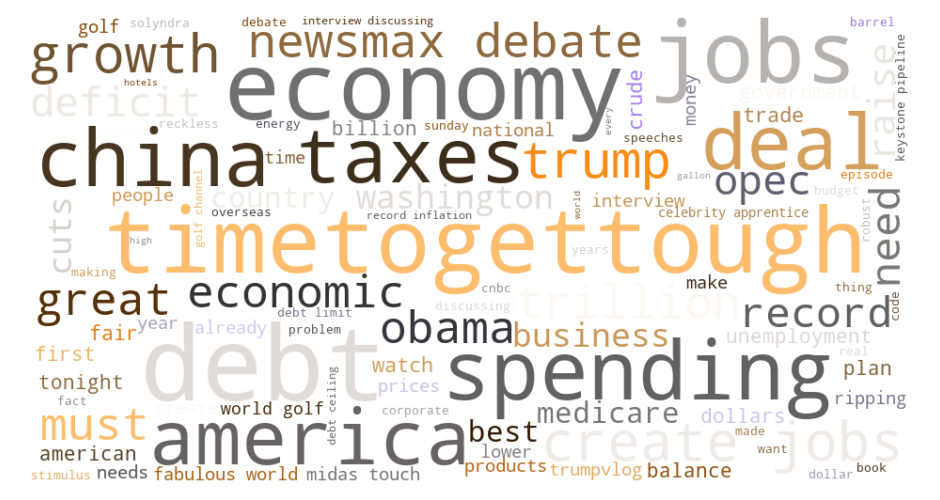 golf solyndra debate interview discussing barrel
growth newsmax debate jobs
hotels
economy
crude
money
keystone pipeline
deficit government raise
reckless energy billion sunday national every trade
china time taxes trump speeches deal
gallon opec episode
people country washington interview budget
golf channel
overseas record inflation world celebrity apprentice robust need
cuts
timetogettough
high years
making
great economic cnbc make thing
discussing trillion record code
debt limit
fair year already problem obama business unemployment
first debt watch spending real
tonight prices plan
fact debt ceiling corporate ripping
create world golf medicare dollars
must america best create jobs
american lower made want
stimulus needs fabulous world midas touch products trumpvlog balance dollar book